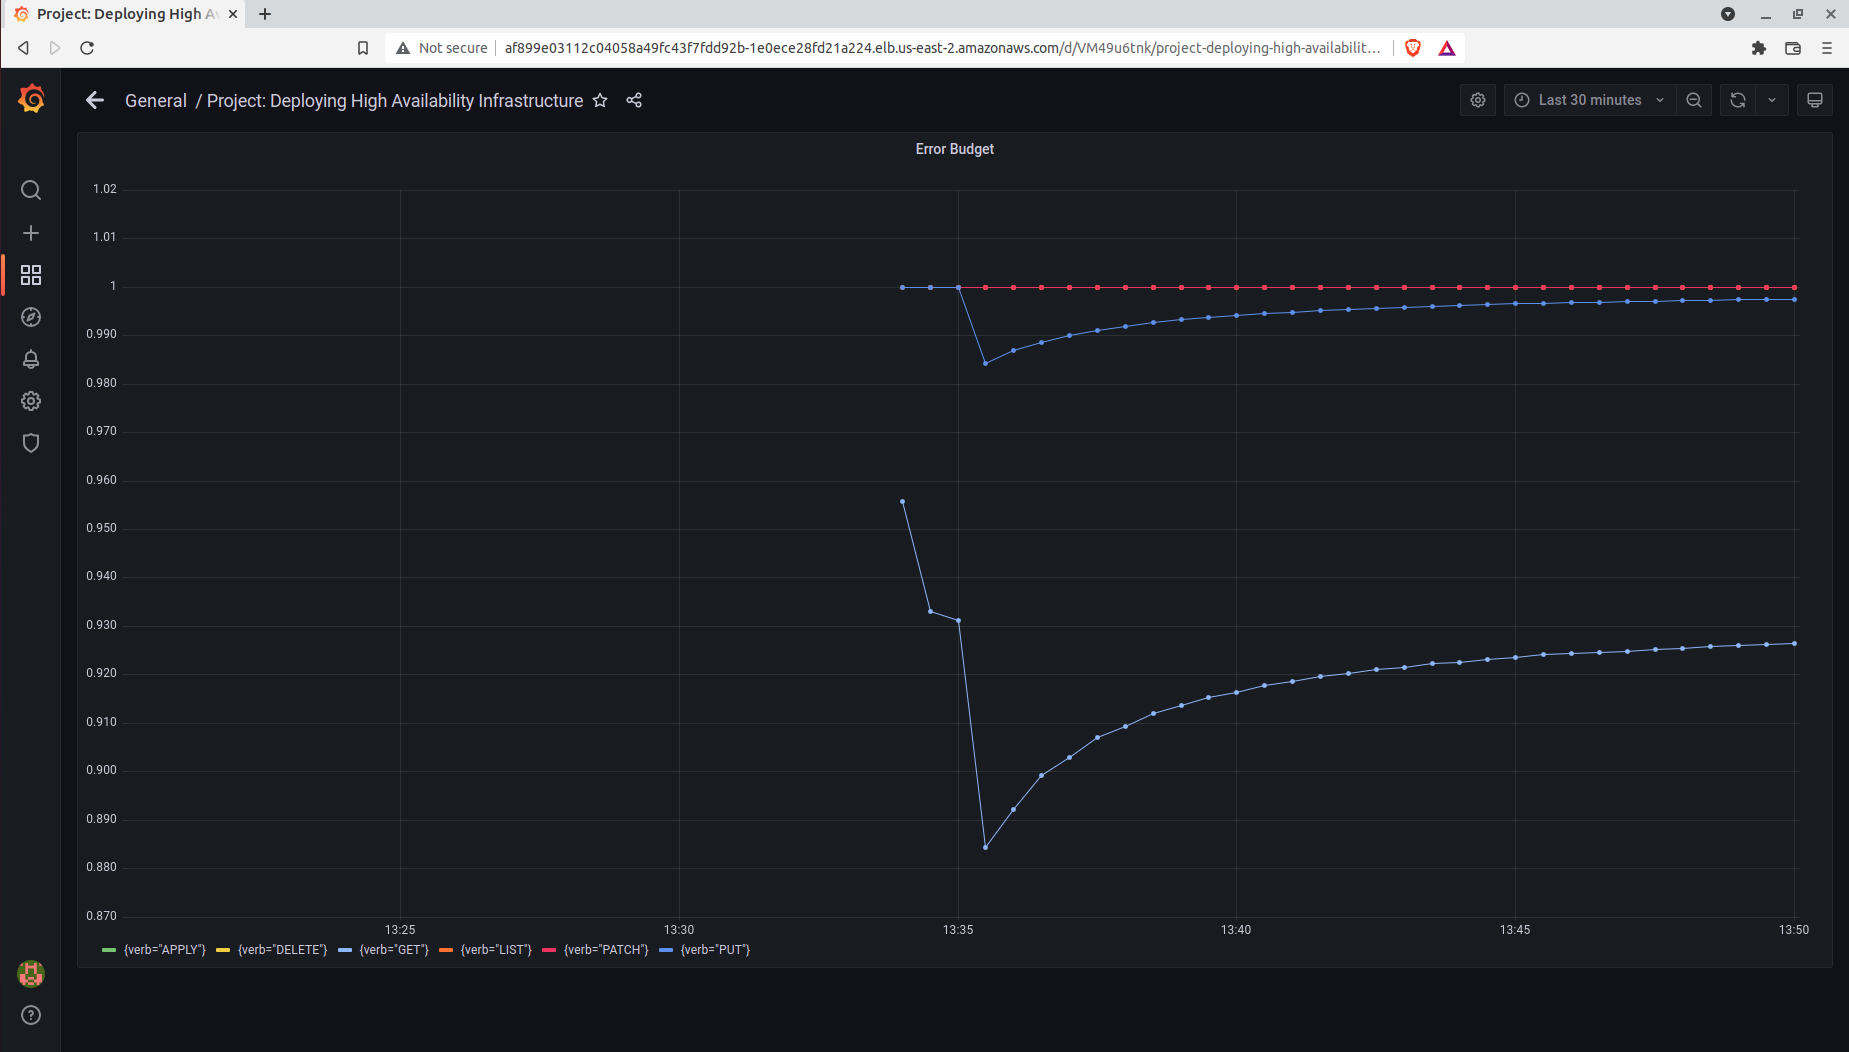 Project: Deploying High Av
Not secure
af899e03112c04058a49fc43f7fdd92b-1e0ece28fd21a224.elb.us-east-2.amazonaws.com/d/VM49u6tnk/project-deploying-high-availabilit...
General / Project: Deploying High Availability Infrastructure
Last 30 minutes
Error Budget
1.02
1.01
1
0.990
0.980
0.970
0.960
0.950
0.940
0.930
0.920
0.910
0.900
0.890
0.880
0.870
13:25 13:30 13:35 13:40 13:45 13:50
{verb="APPLY"} {verb="DELETE"} {verb="GET"} {verb="LIST"} {verb="PATCH"} {verb="PUT"}